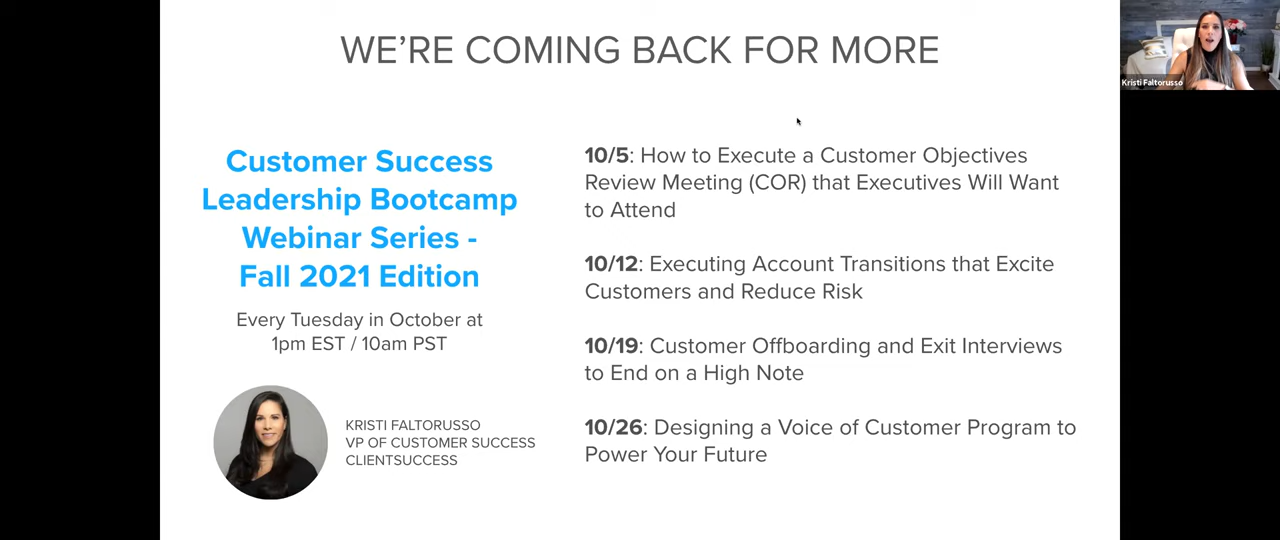 WE'RE COMING BACK FOR MORE
Kristi Faltorusso
Customer Success
Leadership Bootcamp
Webinar Series -
Fall 2021 Edition
Every Tuesday in October at
1pm EST / 10am PST
KRISTI FALTORUSSO
VP OF CUSTOMER SUCCESS
CLIENTSUCCESS
10/5: How to Execute a Customer Objectives
Review Meeting (COR) that Executives Will Want
to Attend
10/12: Executing Account Transitions that Excite
Customers and Reduce Risk
10/19: Customer Offboarding and Exit Interviews
to End on a High Note
10/26: Designing a Voice of Customer Program to
Power Your Future